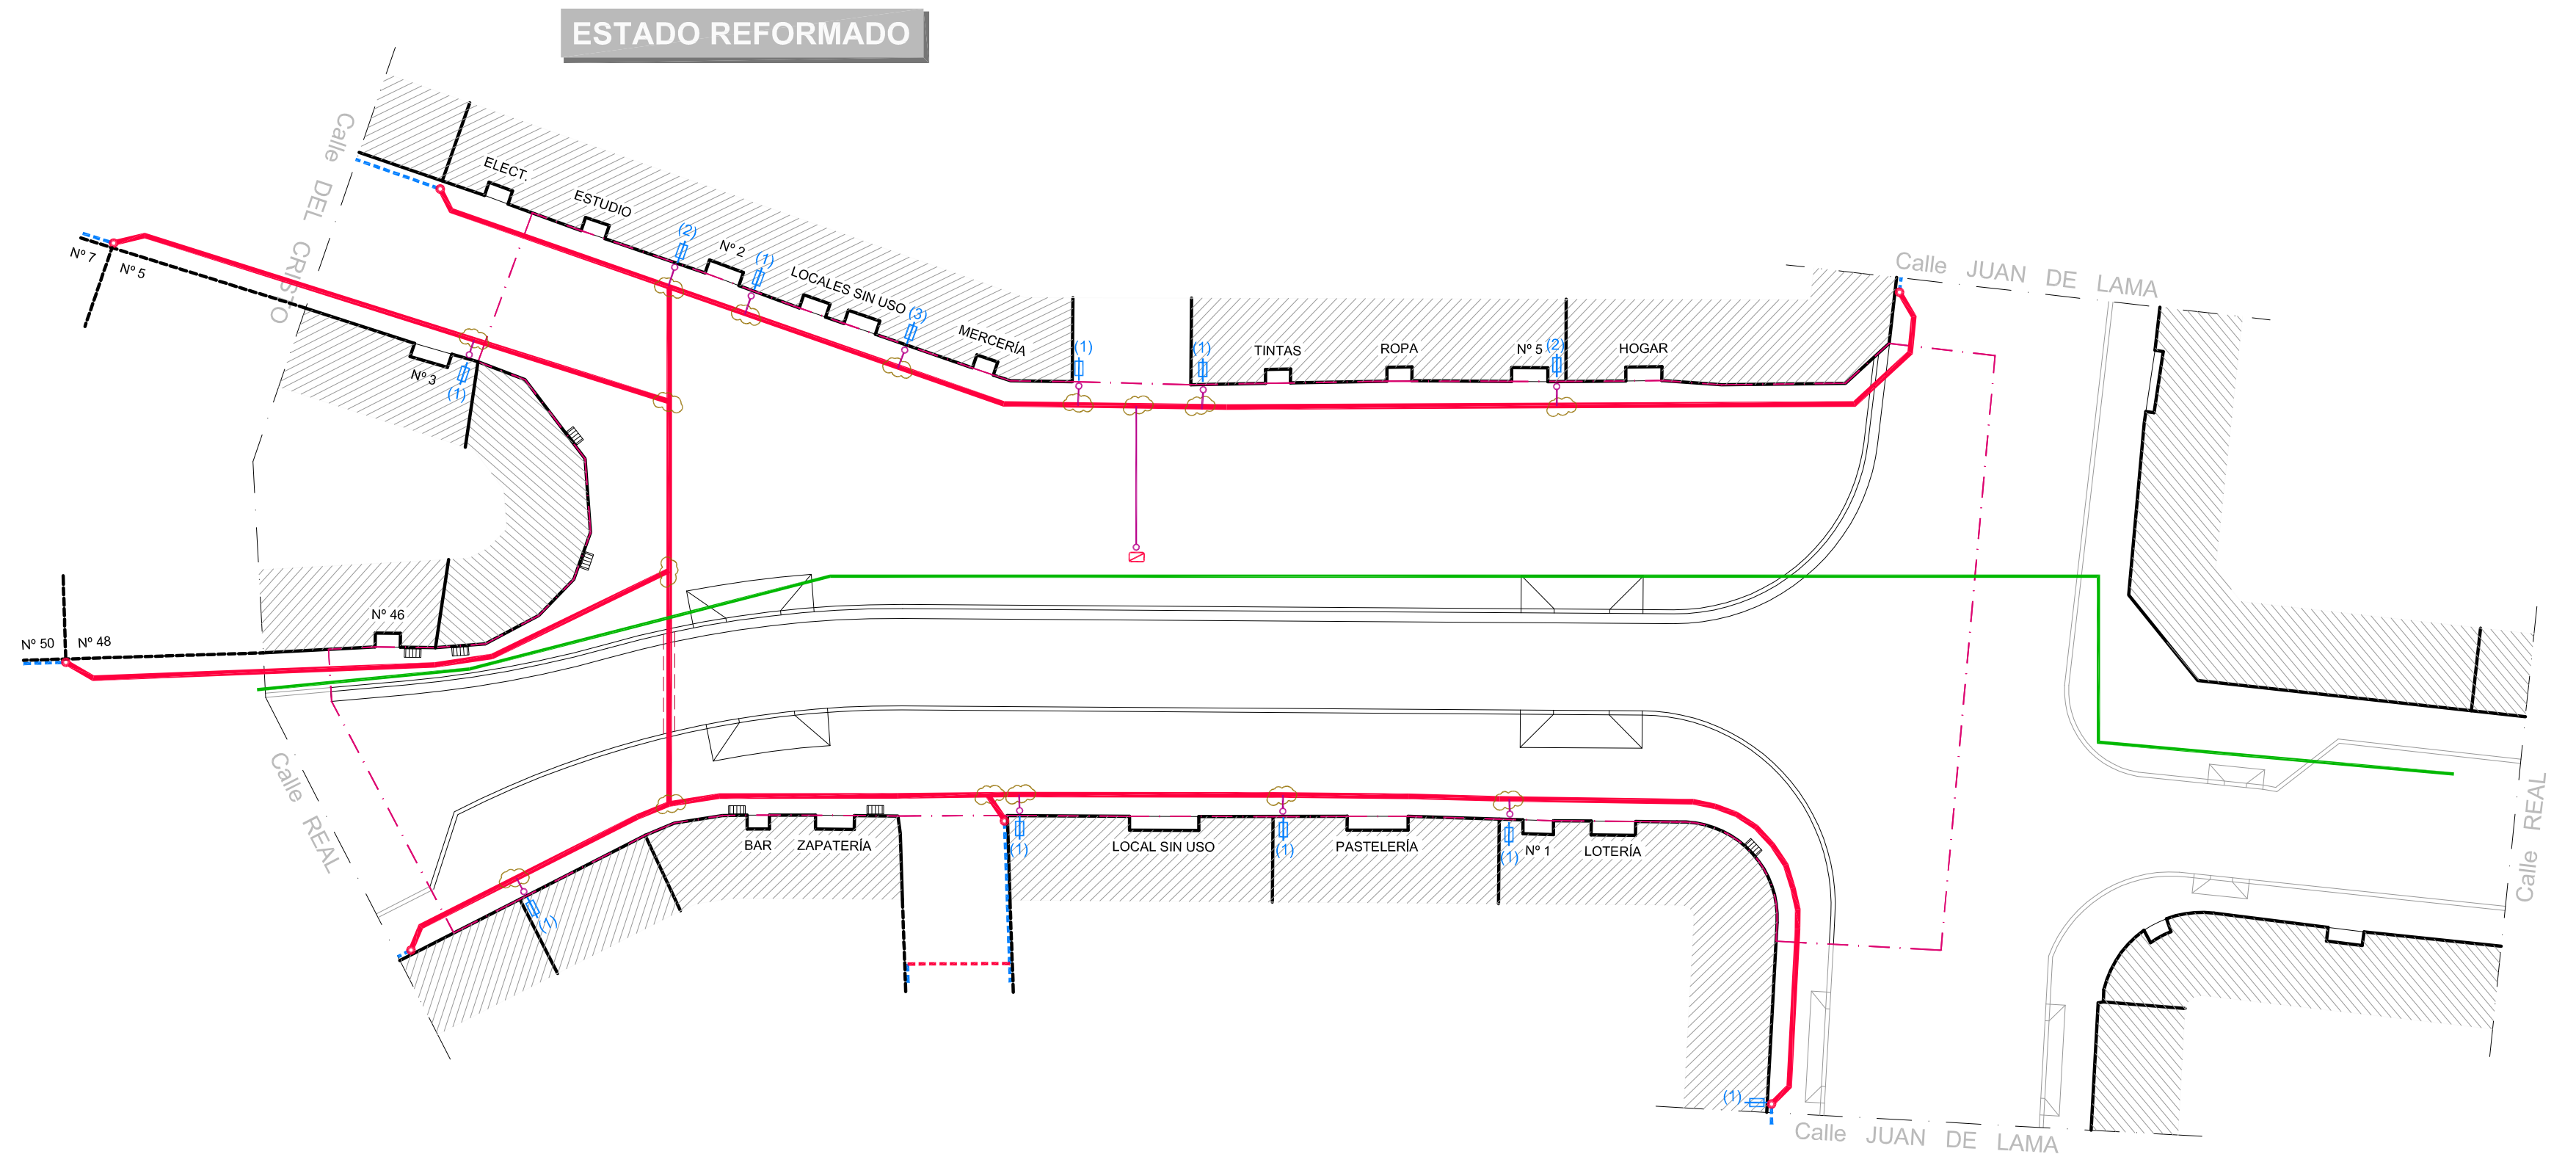 ESTADO REFORMADO
Calle DEL CRISTO
ELECT.
ESTUDIO
(2)
Nº 2
(1)
LOCALES SIN USO
(3)
MERCERÍA
(1)
(1)
TINTAS
ROPA
Nº 5
(2)
HOGAR
Calle JUAN DE LAMA
Nº 7
Nº 5
Nº 3
(1)
Nº 46
Nº 50
Nº 48
Calle REAL
BAR
ZAPATERÍA
(1)
LOCAL SIN USO
(1)
PASTELERÍA
(1)
Nº 1
LOTERÍA
Calle REAL
(1)
Calle JUAN DE LAMA